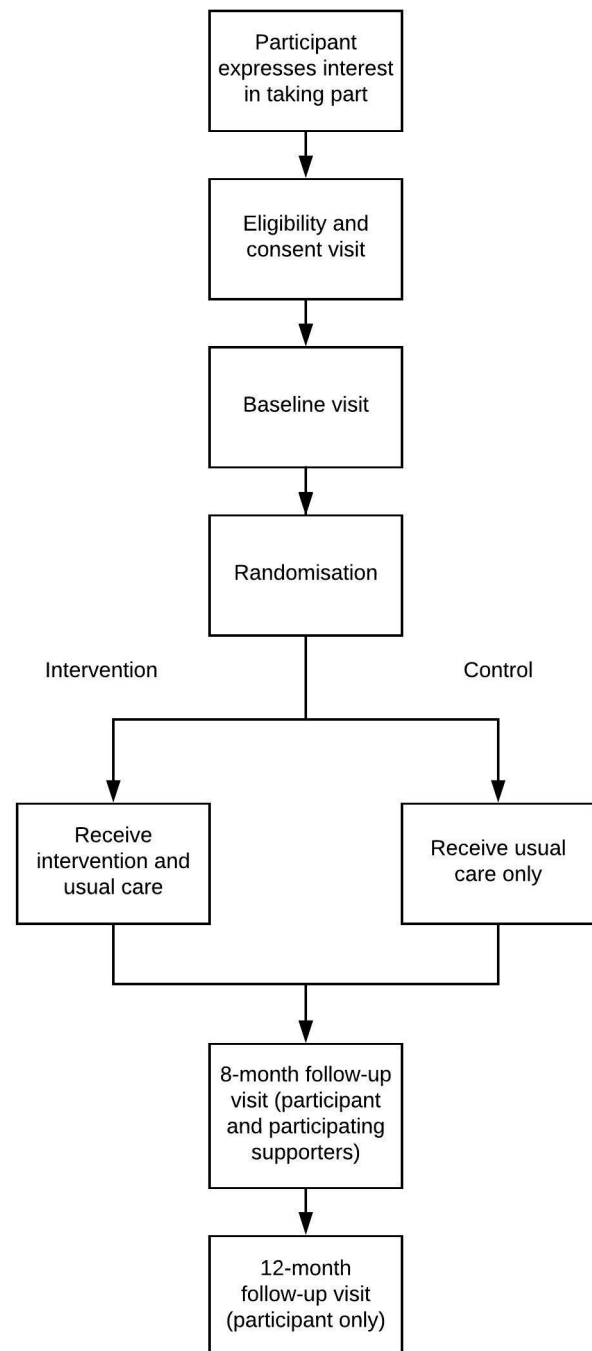 Participant
expresses interest
in taking part
Eligibility and
consent visit
Baseline visit
Randomisation
Intervention
Control
Receive
intervention and
usual care
Receive usual
care only
8-month follow-up
visit (participant
and participating
supporters)
12-month
follow-up visit
(participant only)